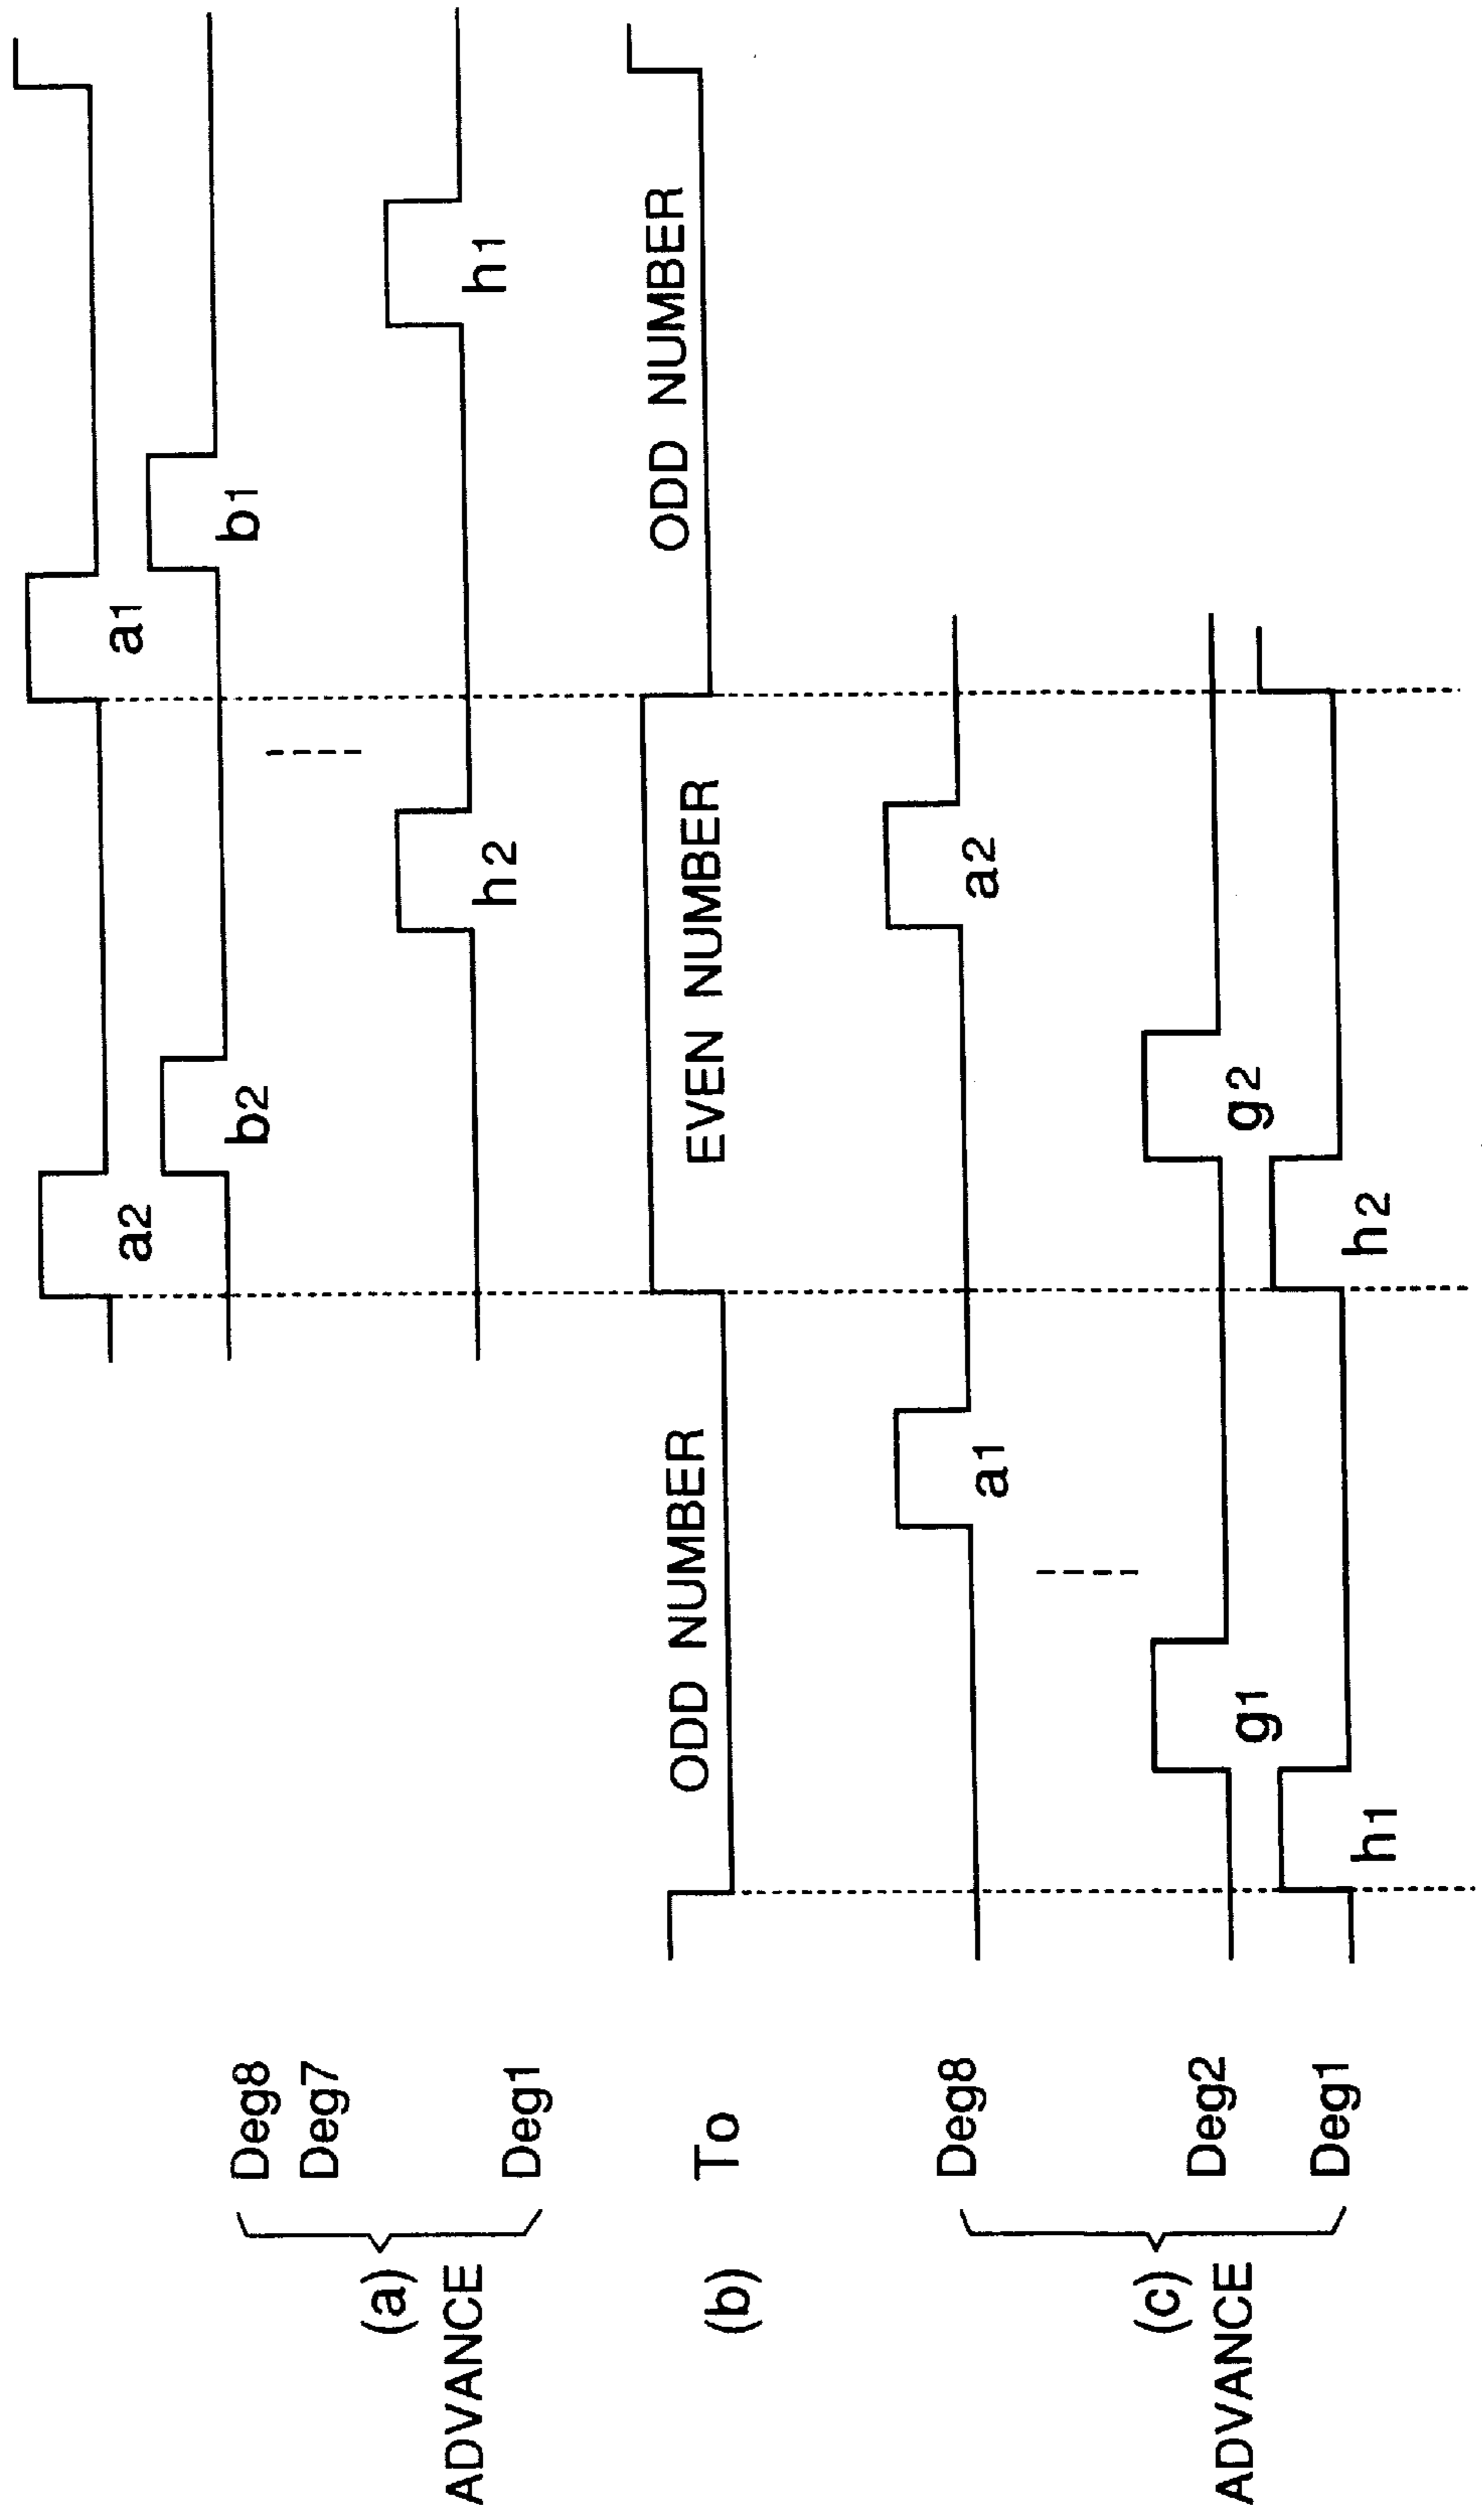 a2 a1
b2 b1
h2 h1
Deg8
Deg7
Deg1
(a)
ADVANCE
(b) To ODD NUMBER EVEN NUMBER ODD NUMBER
Deg8 a1 a2
Deg2 g1 g2
Deg1 h1 h2
(c)
ADVANCE